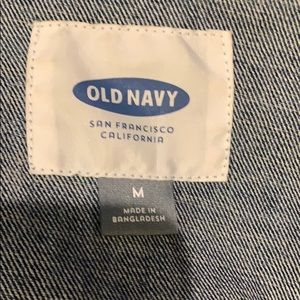 OLD NAVY
SAN FRANCISCO
CALIFORNIA
M
MADE IN
BANGLADESH